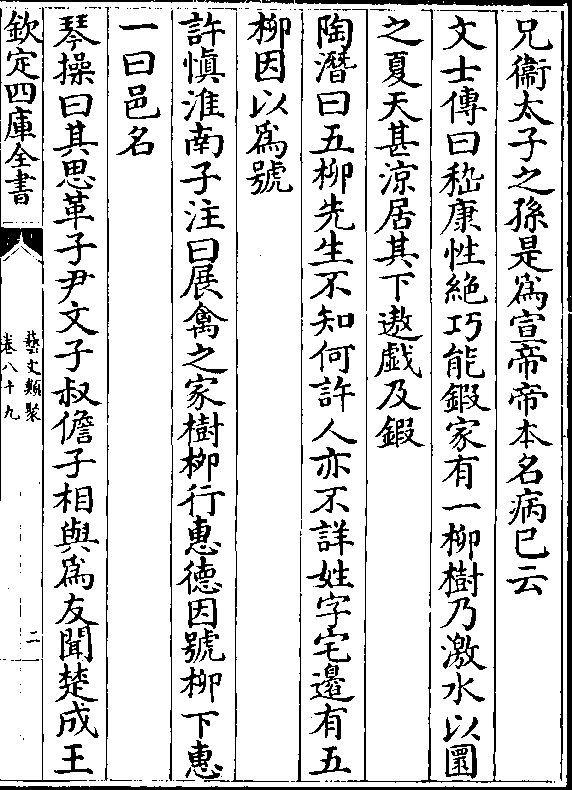 兄衞太子之孫是爲宣帝帝本名病已云
文士傳曰嵇康性絶巧能鍜家有一柳樹乃激水以圜
之夏天甚凉居其下遨戯及鍜
陶潛曰五柳先生不知何許人亦不詳姓字宅邊有五
柳因以爲號
許慎淮南子注曰展禽之家樹柳行惠德因號柳下惠
一曰邑名
琴操曰其思革子尹文子叔儋子相與爲友聞楚成王
欽定四庫全書
藝文類聚
卷八十九
二